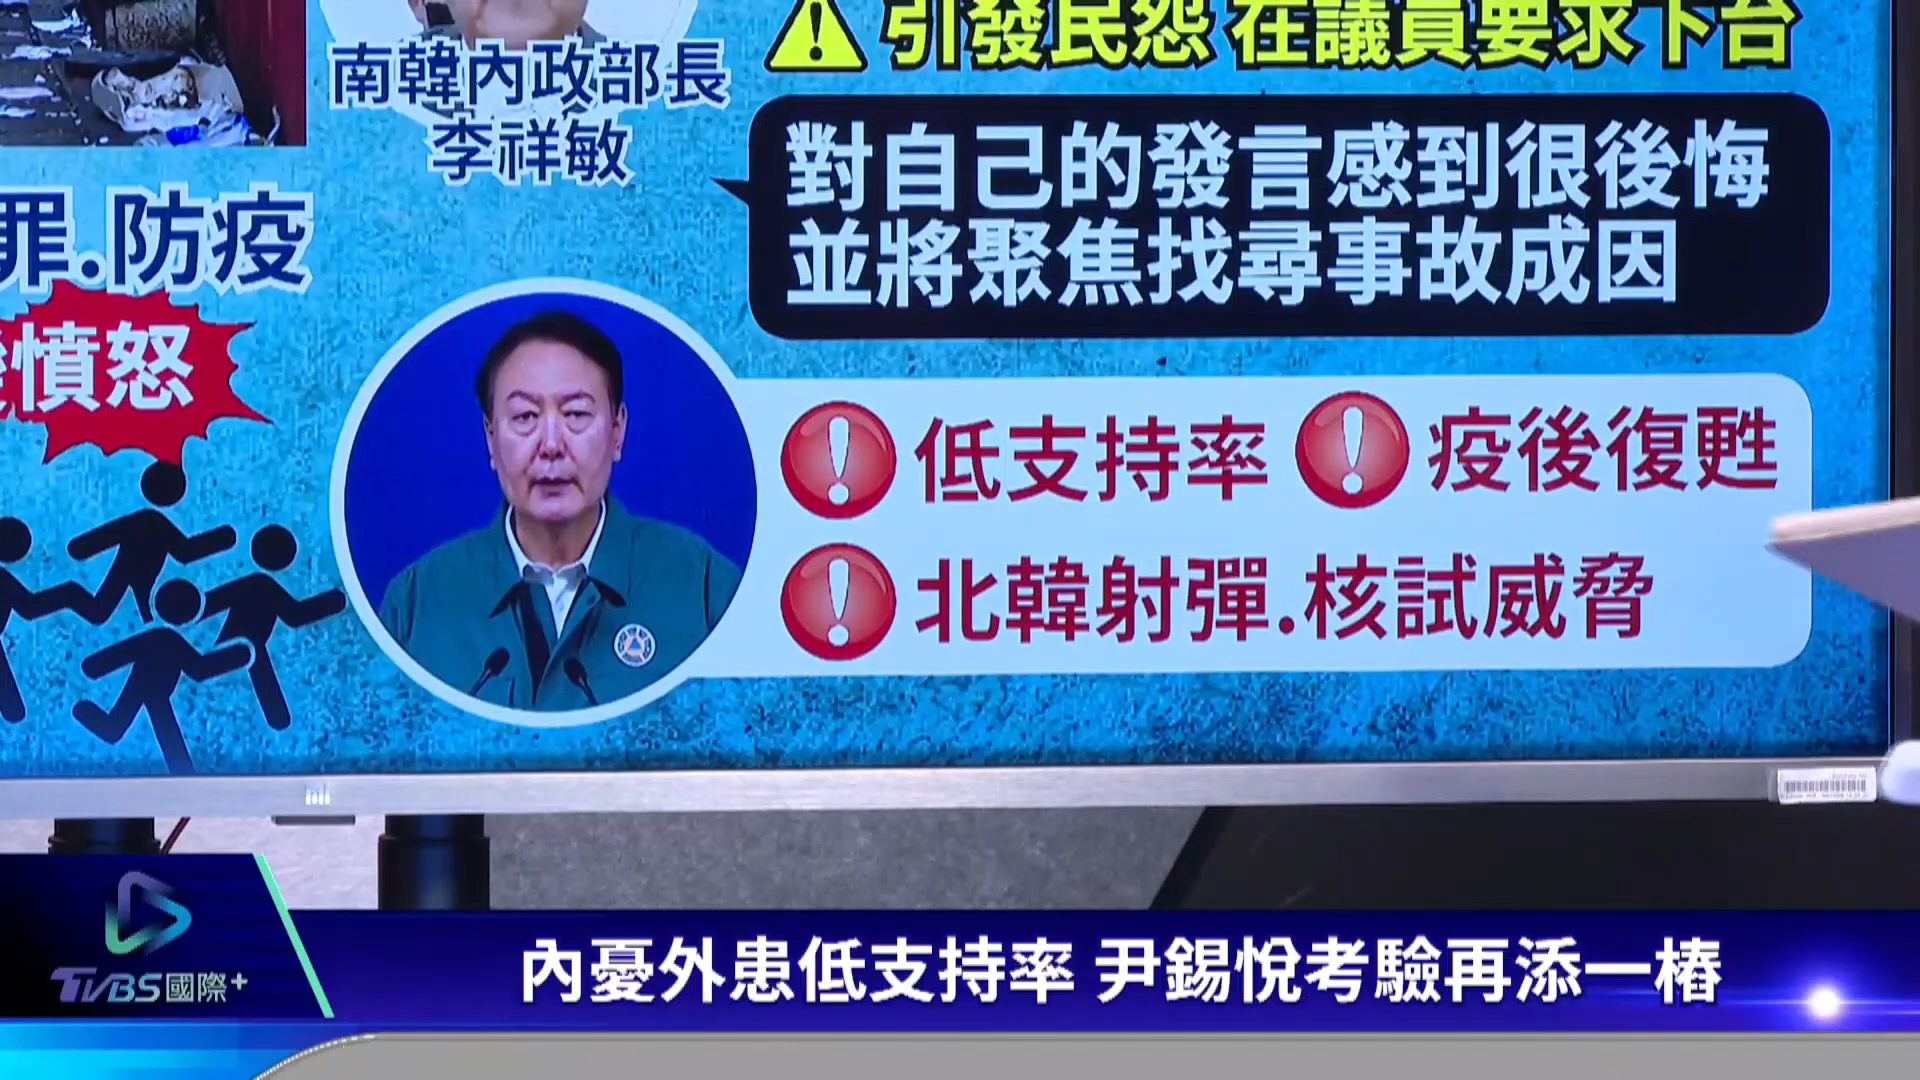 引發民怨 在議員要求下台
南韓內政部長
李祥敏
對自己的發言感到很後悔
並將聚焦找尋事故成因
罪.防疫
憤怒
低支持率
疫後復甦
北韓射彈.核試威脅
TVBS國際+
內憂外患低支持率 尹錫悅考驗再添一樁